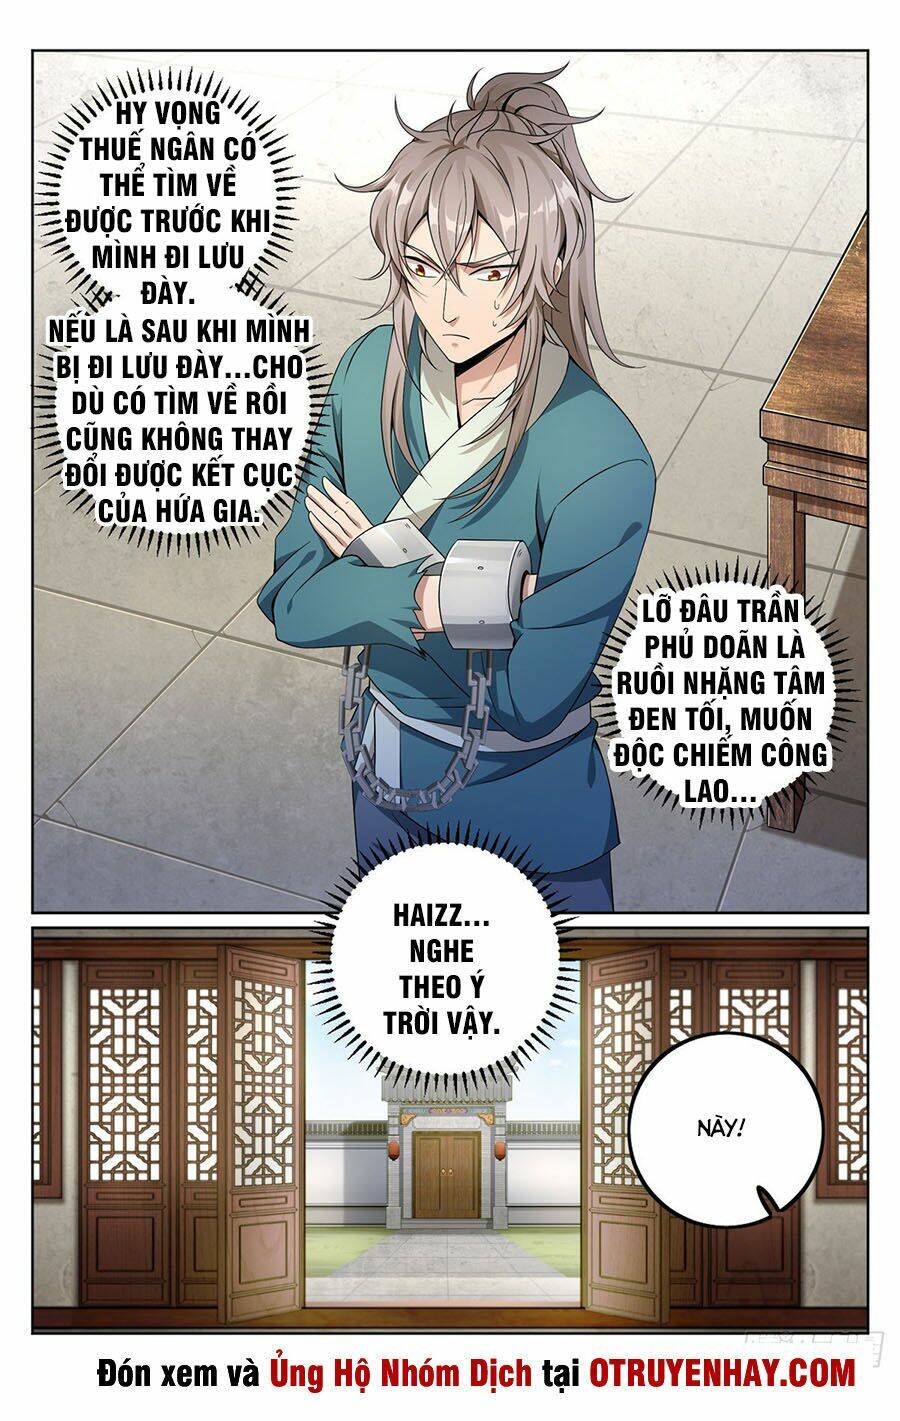 HY VỌNG
THUẾ NGÂN CÓ
THỂ TÌM VỀ
ĐƯỢC TRƯỚC KHI
MÌNH ĐI LƯU
ĐÀY.
NẾU LÀ SAU KHI MÌNH
BỊ ĐI LƯU ĐÀY...CHO
DÙ CÓ TÌM VỀ RỒI
CŨNG KHÔNG THAY
ĐỔI ĐƯỢC KẾT CỤC
CỦA HỨA GIA.
LỠ ĐÂU TRẦN
PHỦ DOÃN LÀ
RUỒI NHẶNG TÂM
ĐEN TỐI, MUỐN
ĐỘC CHIẾM CÔNG
LAO...
HAIZZ...
NGHE
THEO Ý
TRỜI VẬY.
NÀY!
Đón xem và Ủng Hộ Nhóm Dịch tại OTRUYENHAY.COM